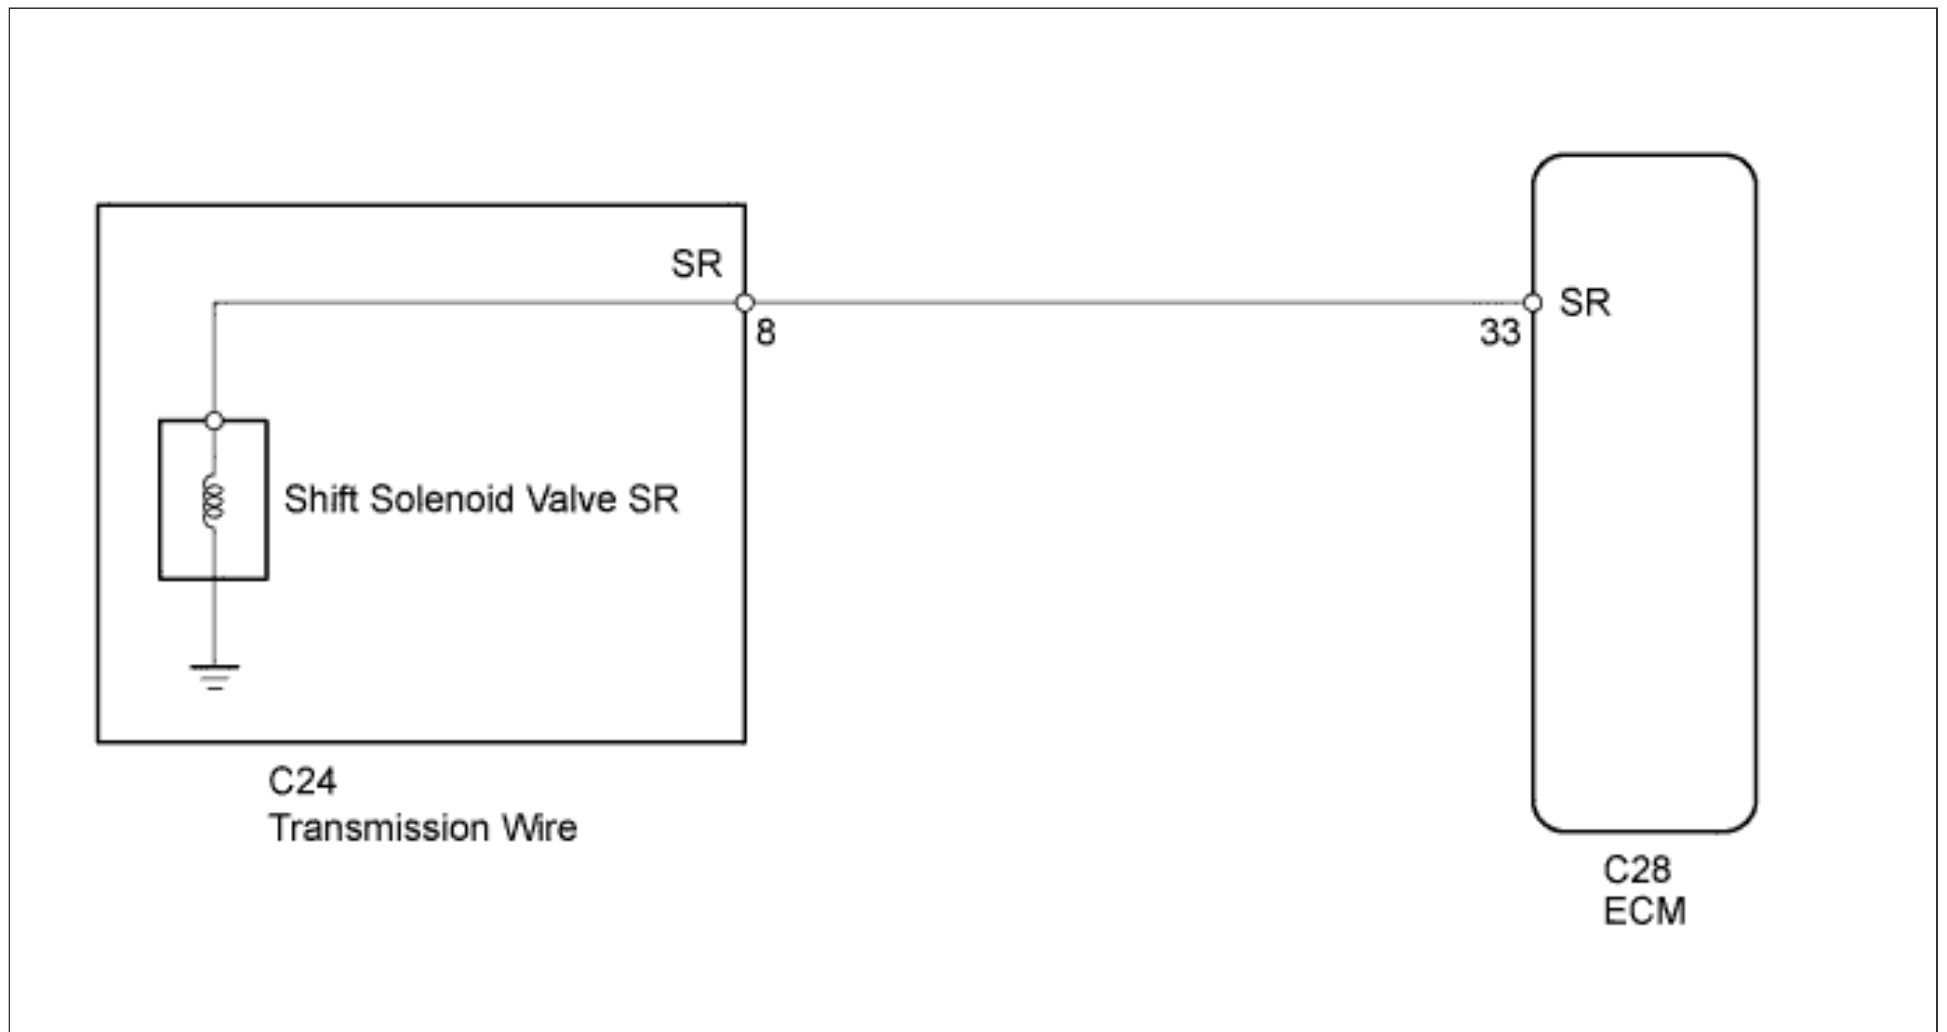 SR
8
33
SR
Shift Solenoid Valve SR
C24
Transmission Wire
C28
ECM